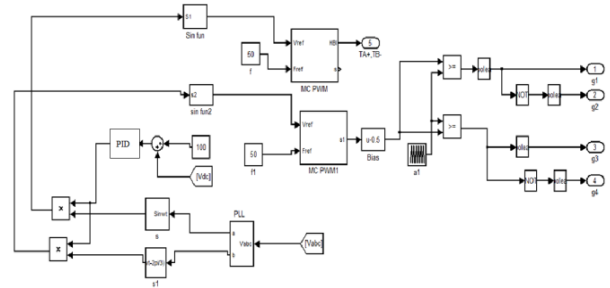 S1
Sin fun
50
f
Vref
Fref
HBI
s
MC PWM
5
TA+,TB-
s2
sin fun2
50
f1
Vref
Fref
s1
MC PWM1
u-0.5
Bias
a1
>=
>=
1
g1
NOT
2
g2
3
g3
NOT
4
g4
PID
100
[Vdc]
x
x
Sinwt
s
s1
PLL
a
b
Vabc
[Vabc]